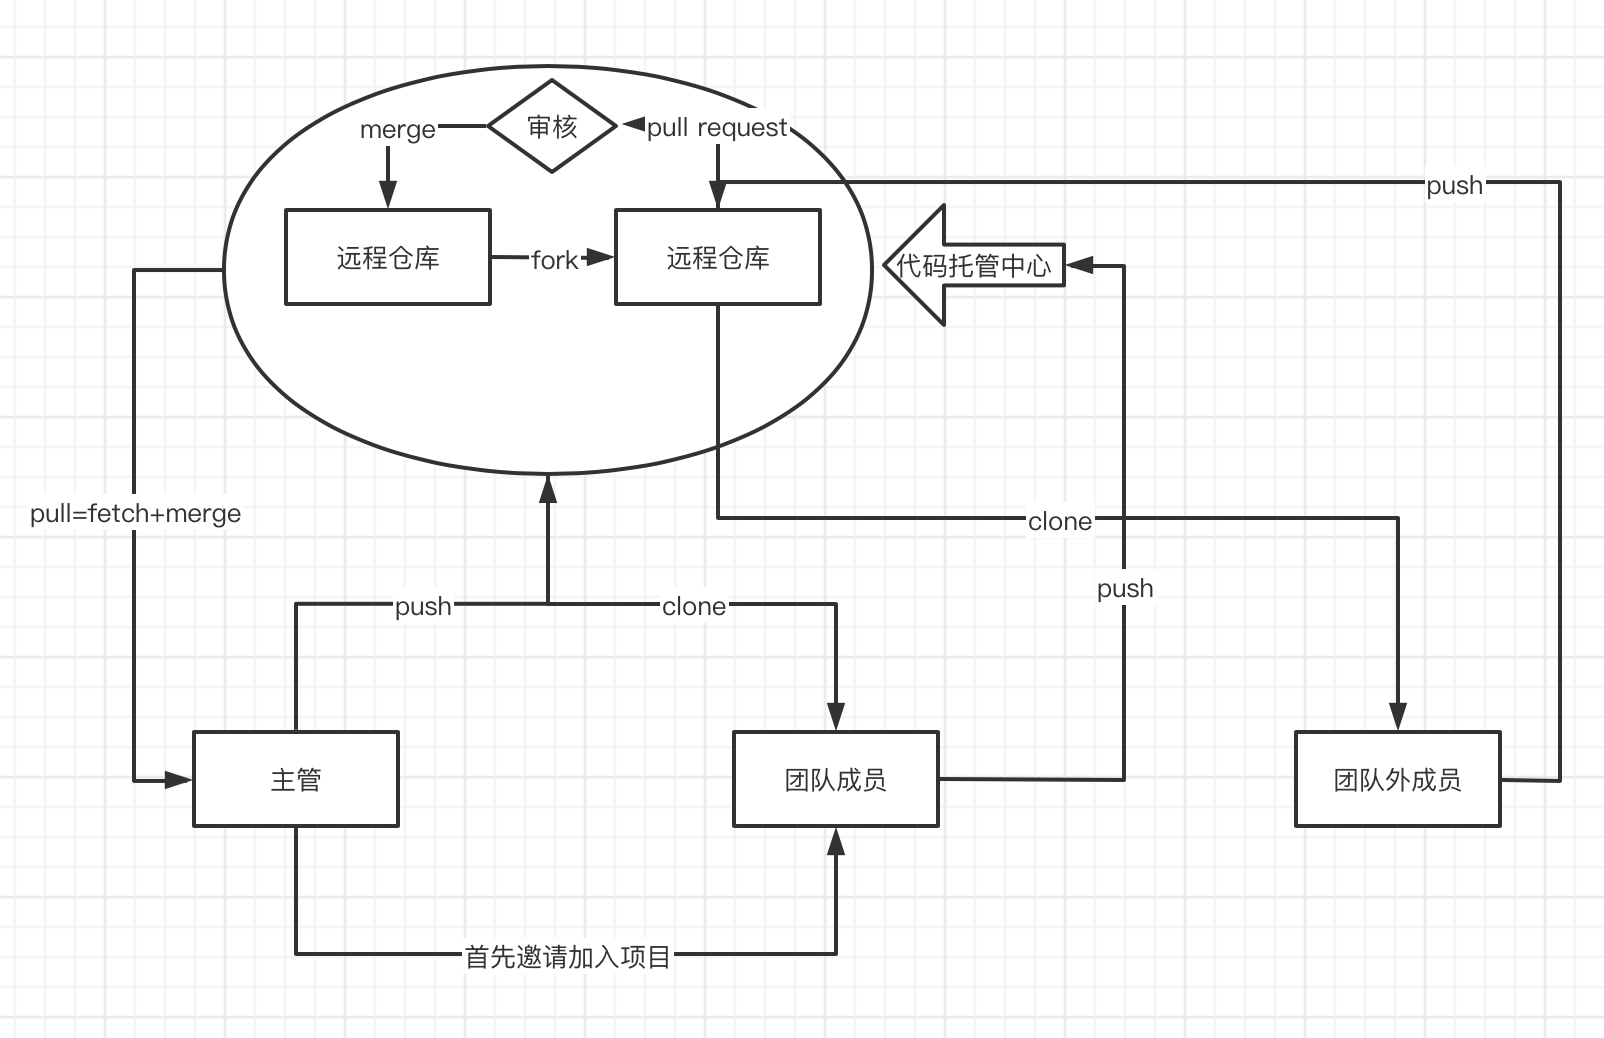 审核
merge
pull request
push
远程仓库
fork
远程仓库
代码托管中心
pull=fetch+merge
clone
push
push
clone
主管
团队成员
团队外成员
首先邀请加入项目